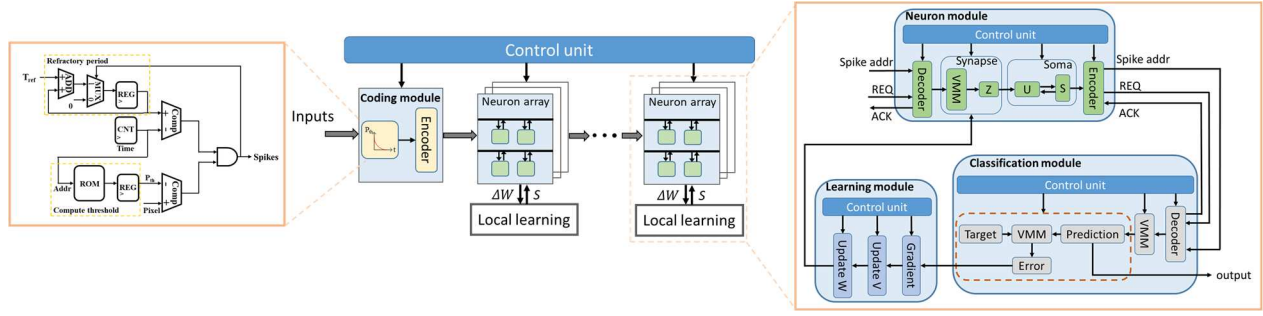 Refractory period
T_ref
ADD
MUX
1
0
0
REG
>
CNT
>
Time
Comp
+
-
Spikes
ROM
Addr
REG
>
P_th
Pixel
Comp
-
+
Compute threshold
Inputs
Control unit
Coding module
P_th
t
Encoder
Neuron array
ΔW
S
Local learning
Neuron array
ΔW
S
Local learning
Neuron module
Control unit
Spike addr
REQ
ACK
Decoder
Synapse
VMM
Z
Soma
U
S
Encoder
Spike addr
REQ
ACK
Classification module
Control unit
Target
VMM
Prediction
Error
VMM
Decoder
output
Learning module
Control unit
Update W
Update V
Gradient